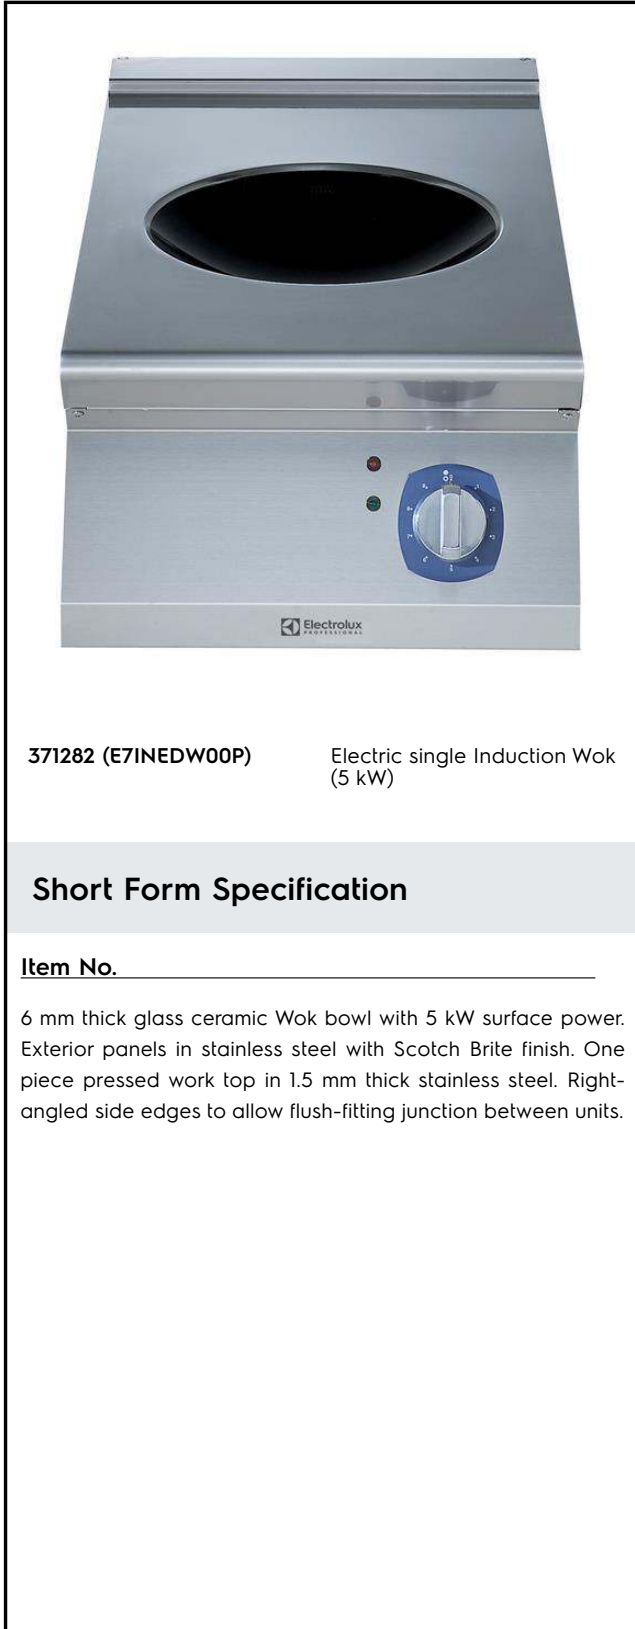 Electrolux
PROFESSIONAL
371282 (E7INEDW00P)
Electric single Induction Wok
(5 kW)
Short Form Specification
Item No.
6 mm thick glass ceramic Wok bowl with 5 kW surface power.
Exterior panels in stainless steel with Scotch Brite finish. One
piece pressed work top in 1.5 mm thick stainless steel. Right-
angled side edges to allow flush-fitting junction between units.